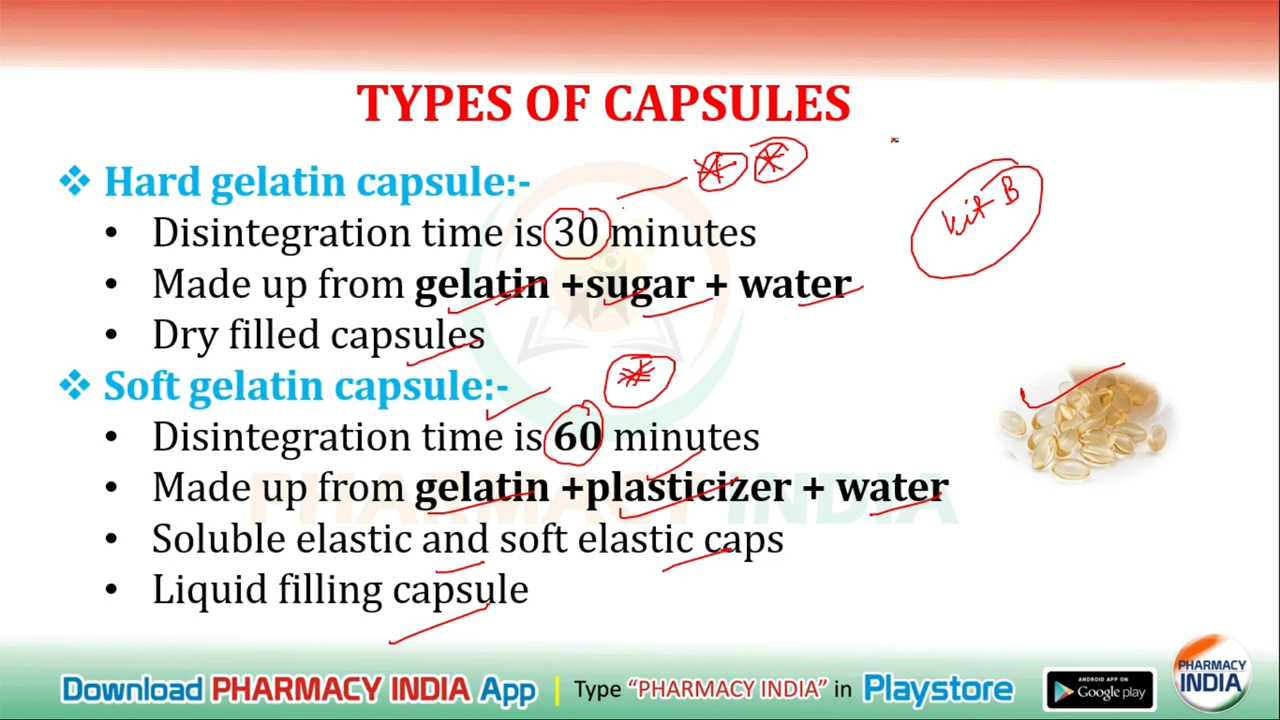 TYPES OF CAPSULES
❖ Hard gelatin capsule:-
• Disintegration time is 30 minutes
• Made up from gelatin +sugar + water
• Dry filled capsules
❖ Soft gelatin capsule:-
• Disintegration time is 60 minutes
• Made up from gelatin +plasticizer + water
• Soluble elastic and soft elastic caps
• Liquid filling capsule
PHARMACY INDIA
Download PHARMACY INDIA App | Type “PHARMACY INDIA” in Playstore
ANDROID APP ON
Google play
PHARMACY
INDIA